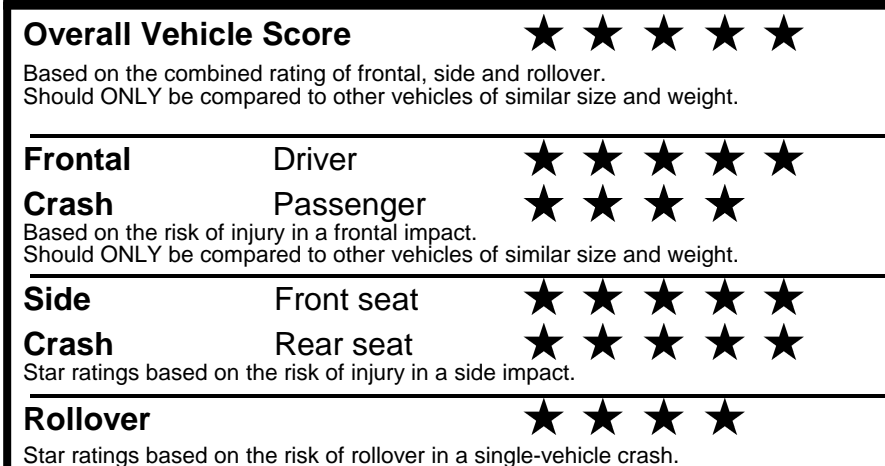 Overall Vehicle Score ★ ★ ★ ★ ★
Based on the combined rating of frontal, side and rollover.
Should ONLY be compared to other vehicles of similar size and weight.
Frontal Driver ★ ★ ★ ★ ★
Crash Passenger ★ ★ ★ ★
Based on the risk of injury in a frontal impact.
Should ONLY be compared to other vehicles of similar size and weight.
Side Front seat ★ ★ ★ ★ ★
Crash Rear seat ★ ★ ★ ★ ★
Star ratings based on the risk of injury in a side impact.
Rollover ★ ★ ★ ★
Star ratings based on the risk of rollover in a single-vehicle crash.